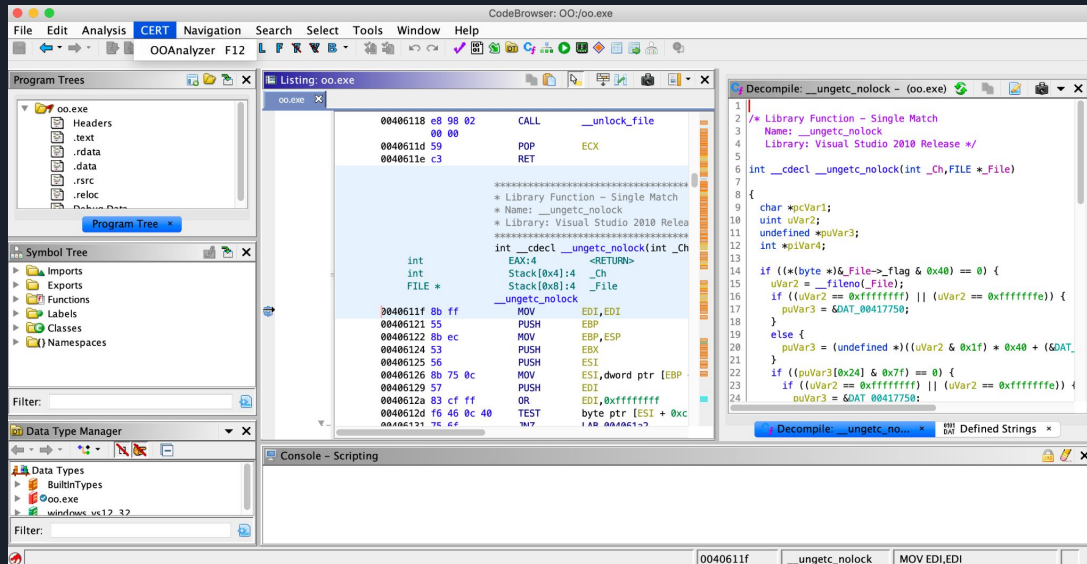 CodeBrowser: OO:/oo.exe
File Edit Analysis CERT Navigation Search Select Tools Window Help
OOAnalyzer F12
L F B
Program Trees
oo.exe
Headers
.text
.rdata
.data
.rsrc
.reloc
Debug Data
Program Tree ×
Symbol Tree
Imports
Exports
Functions
Labels
Classes
Namespaces
Filter:
Data Type Manager
Data Types
BuiltInTypes
oo.exe
windows_vs12_32
Filter:
Listing: oo.exe
oo.exe
00406118 e8 98 02 CALL __unlock_file
00 00
0040611d 59 POP ECX
0040611e c3 RET
* Library Function - Single Match
* Name: __ungetc_nolock
* Library: Visual Studio 2010 Relea
int __cdecl __ungetc_nolock(int _Ch
int EAX:4 <RETURN>
int Stack[0x4]:4 _Ch
FILE * Stack[0x8]:4 _File
__ungetc_nolock
0040611f 8b ff MOV EDI,EDI
00406121 55 PUSH EBP
00406122 8b ec MOV EBP,ESP
00406124 53 PUSH EBX
00406125 56 PUSH ESI
00406126 8b 75 0c MOV ESI,dword ptr [EBP
00406129 57 PUSH EDI
0040612a 83 cf ff OR EDI,0xffffffff
0040612d f6 46 0c 40 TEST byte ptr [ESI + 0xc
00406131 75 6f JNZ LAB_004061a2
Decompile: __ungetc_nolock - (oo.exe)
1
2 /* Library Function - Single Match
3 Name: __ungetc_nolock
4 Library: Visual Studio 2010 Release */
5
6 int __cdecl __ungetc_nolock(int _Ch,FILE *_File)
7
8 {
9 char *pcVar1;
10 uint uVar2;
11 undefined *puVar3;
12 int *piVar4;
13
14 if ((*(byte *)&_File->_flag & 0x40) == 0) {
15 uVar2 = __fileno(_File);
16 if ((uVar2 == 0xffffffff) || (uVar2 == 0xfffffffe)) {
17 puVar3 = &DAT_00417750;
18 }
19 else {
20 puVar3 = (undefined *)((uVar2 & 0x1f) * 0x40 + (&DAT_
21 }
22 if ((puVar3[0x24] & 0x7f) == 0) {
23 if ((uVar2 == 0xffffffff) || (uVar2 == 0xfffffffe)) {
24 puVar3 = &DAT_00417750;
Decompile: __ungetc_no... × Defined Strings ×
Console - Scripting
0040611f __ungetc_nolock MOV EDI,EDI